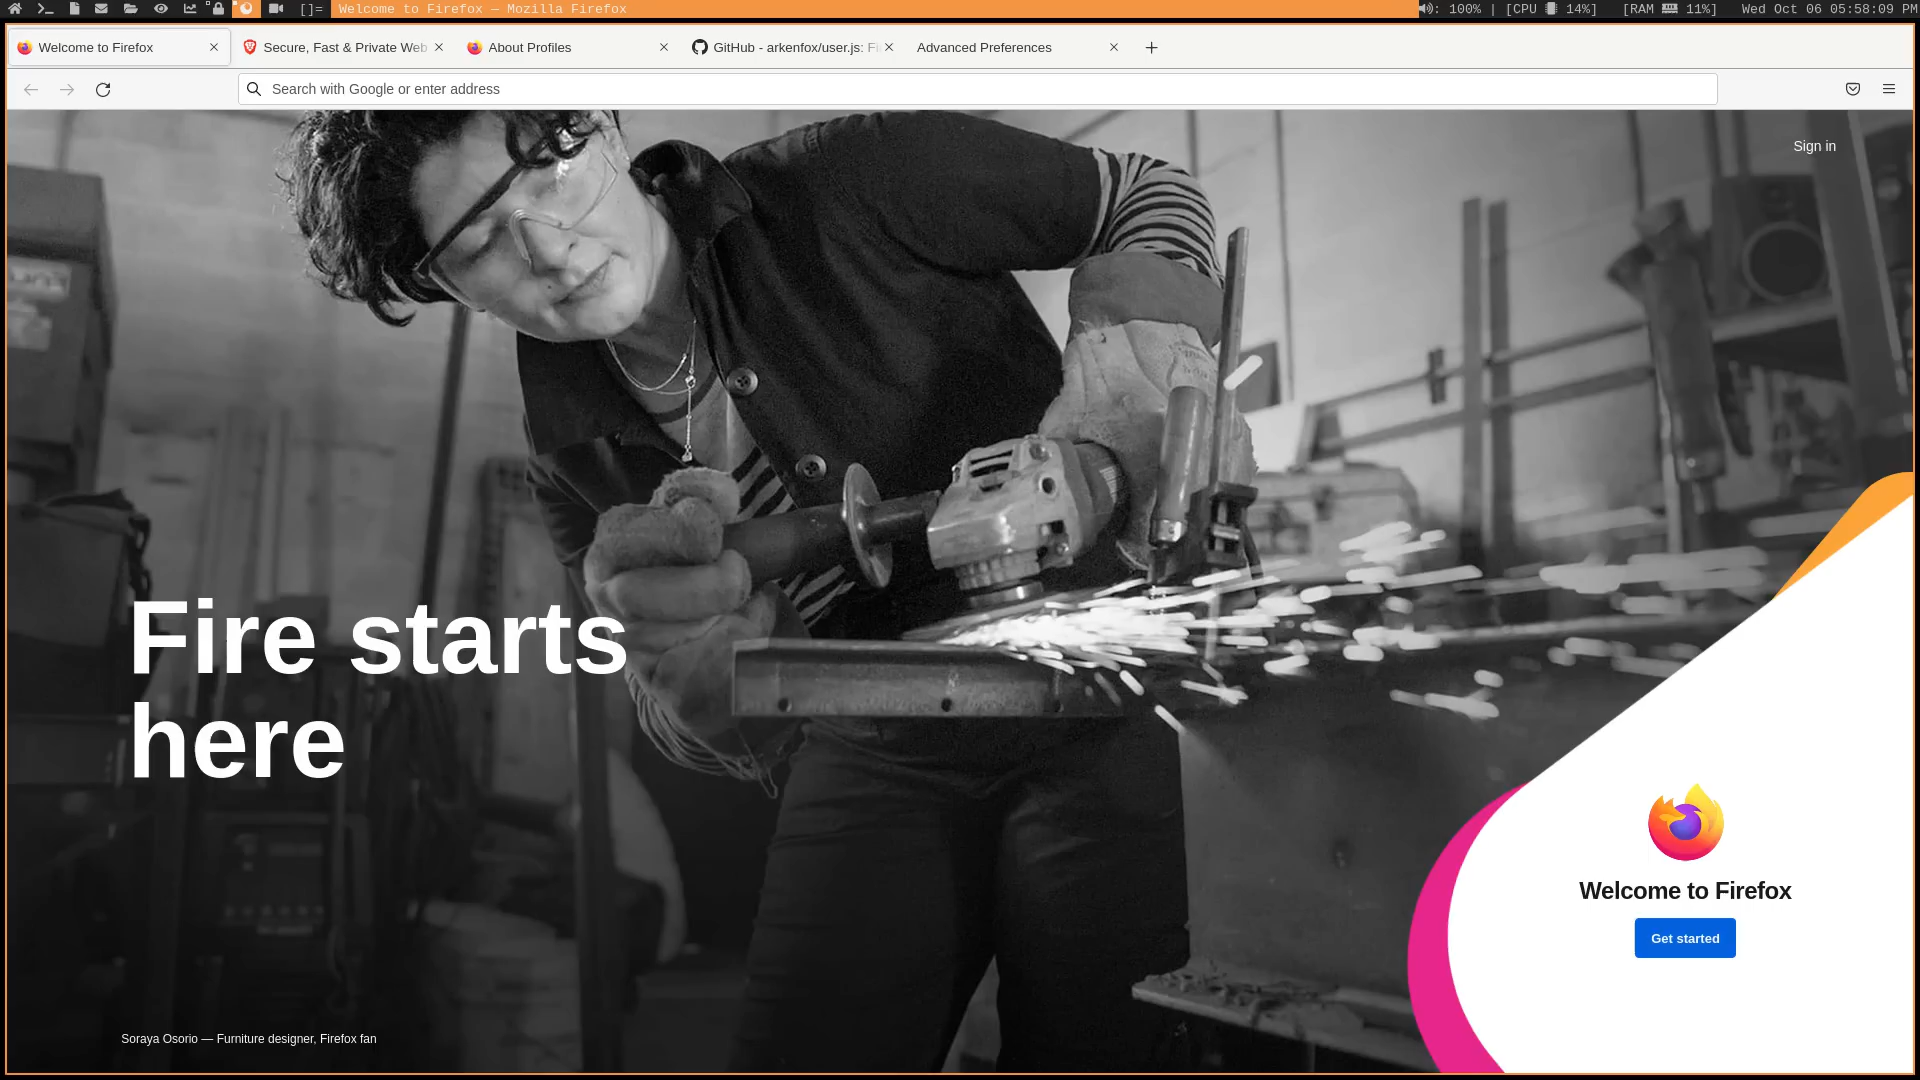 []= Welcome to Firefox — Mozilla Firefox : 100% | [CPU 14%] [RAM 11%] Wed Oct 06 05:58:09 PM
Welcome to Firefox Secure, Fast & Private Web About Profiles GitHub - arkenfox/user.js: Fi Advanced Preferences
Search with Google or enter address
Sign in
Fire starts
here
Welcome to Firefox
Get started
Soraya Osorio — Furniture designer, Firefox fan